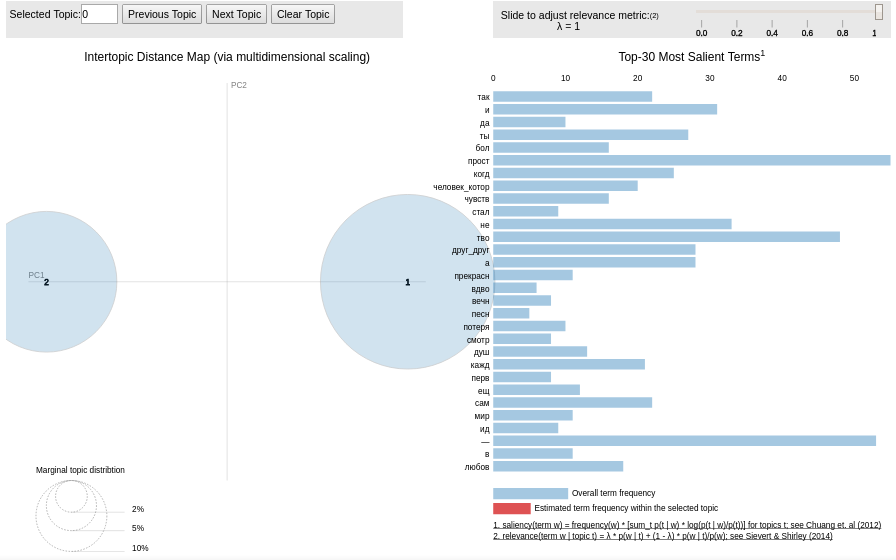 Selected Topic: 0 Previous Topic Next Topic Clear Topic
Slide to adjust relevance metric:(2)
λ = 1
0.0 0.2 0.4 0.6 0.8 1
Intertopic Distance Map (via multidimensional scaling)
PC2
PC1
2
1
Marginal topic distribtion
2%
5%
10%
Top-30 Most Salient Terms1
0 10 20 30 40 50
так
и
да
ты
бол
прост
когд
человек_котор
чувств
стал
не
тво
друг_друг
а
прекрасн
вдво
вечн
песн
потеря
смотр
душ
кажд
перв
ещ
сам
мир
ид
—
в
любов
Overall term frequency
Estimated term frequency within the selected topic
1. saliency(term w) = frequency(w) * [sum_t p(t | w) * log(p(t | w)/p(t))] for topics t; see Chuang et. al (2012)
2. relevance(term w | topic t) = λ * p(w | t) + (1 - λ) * p(w | t)/p(w); see Sievert & Shirley (2014)